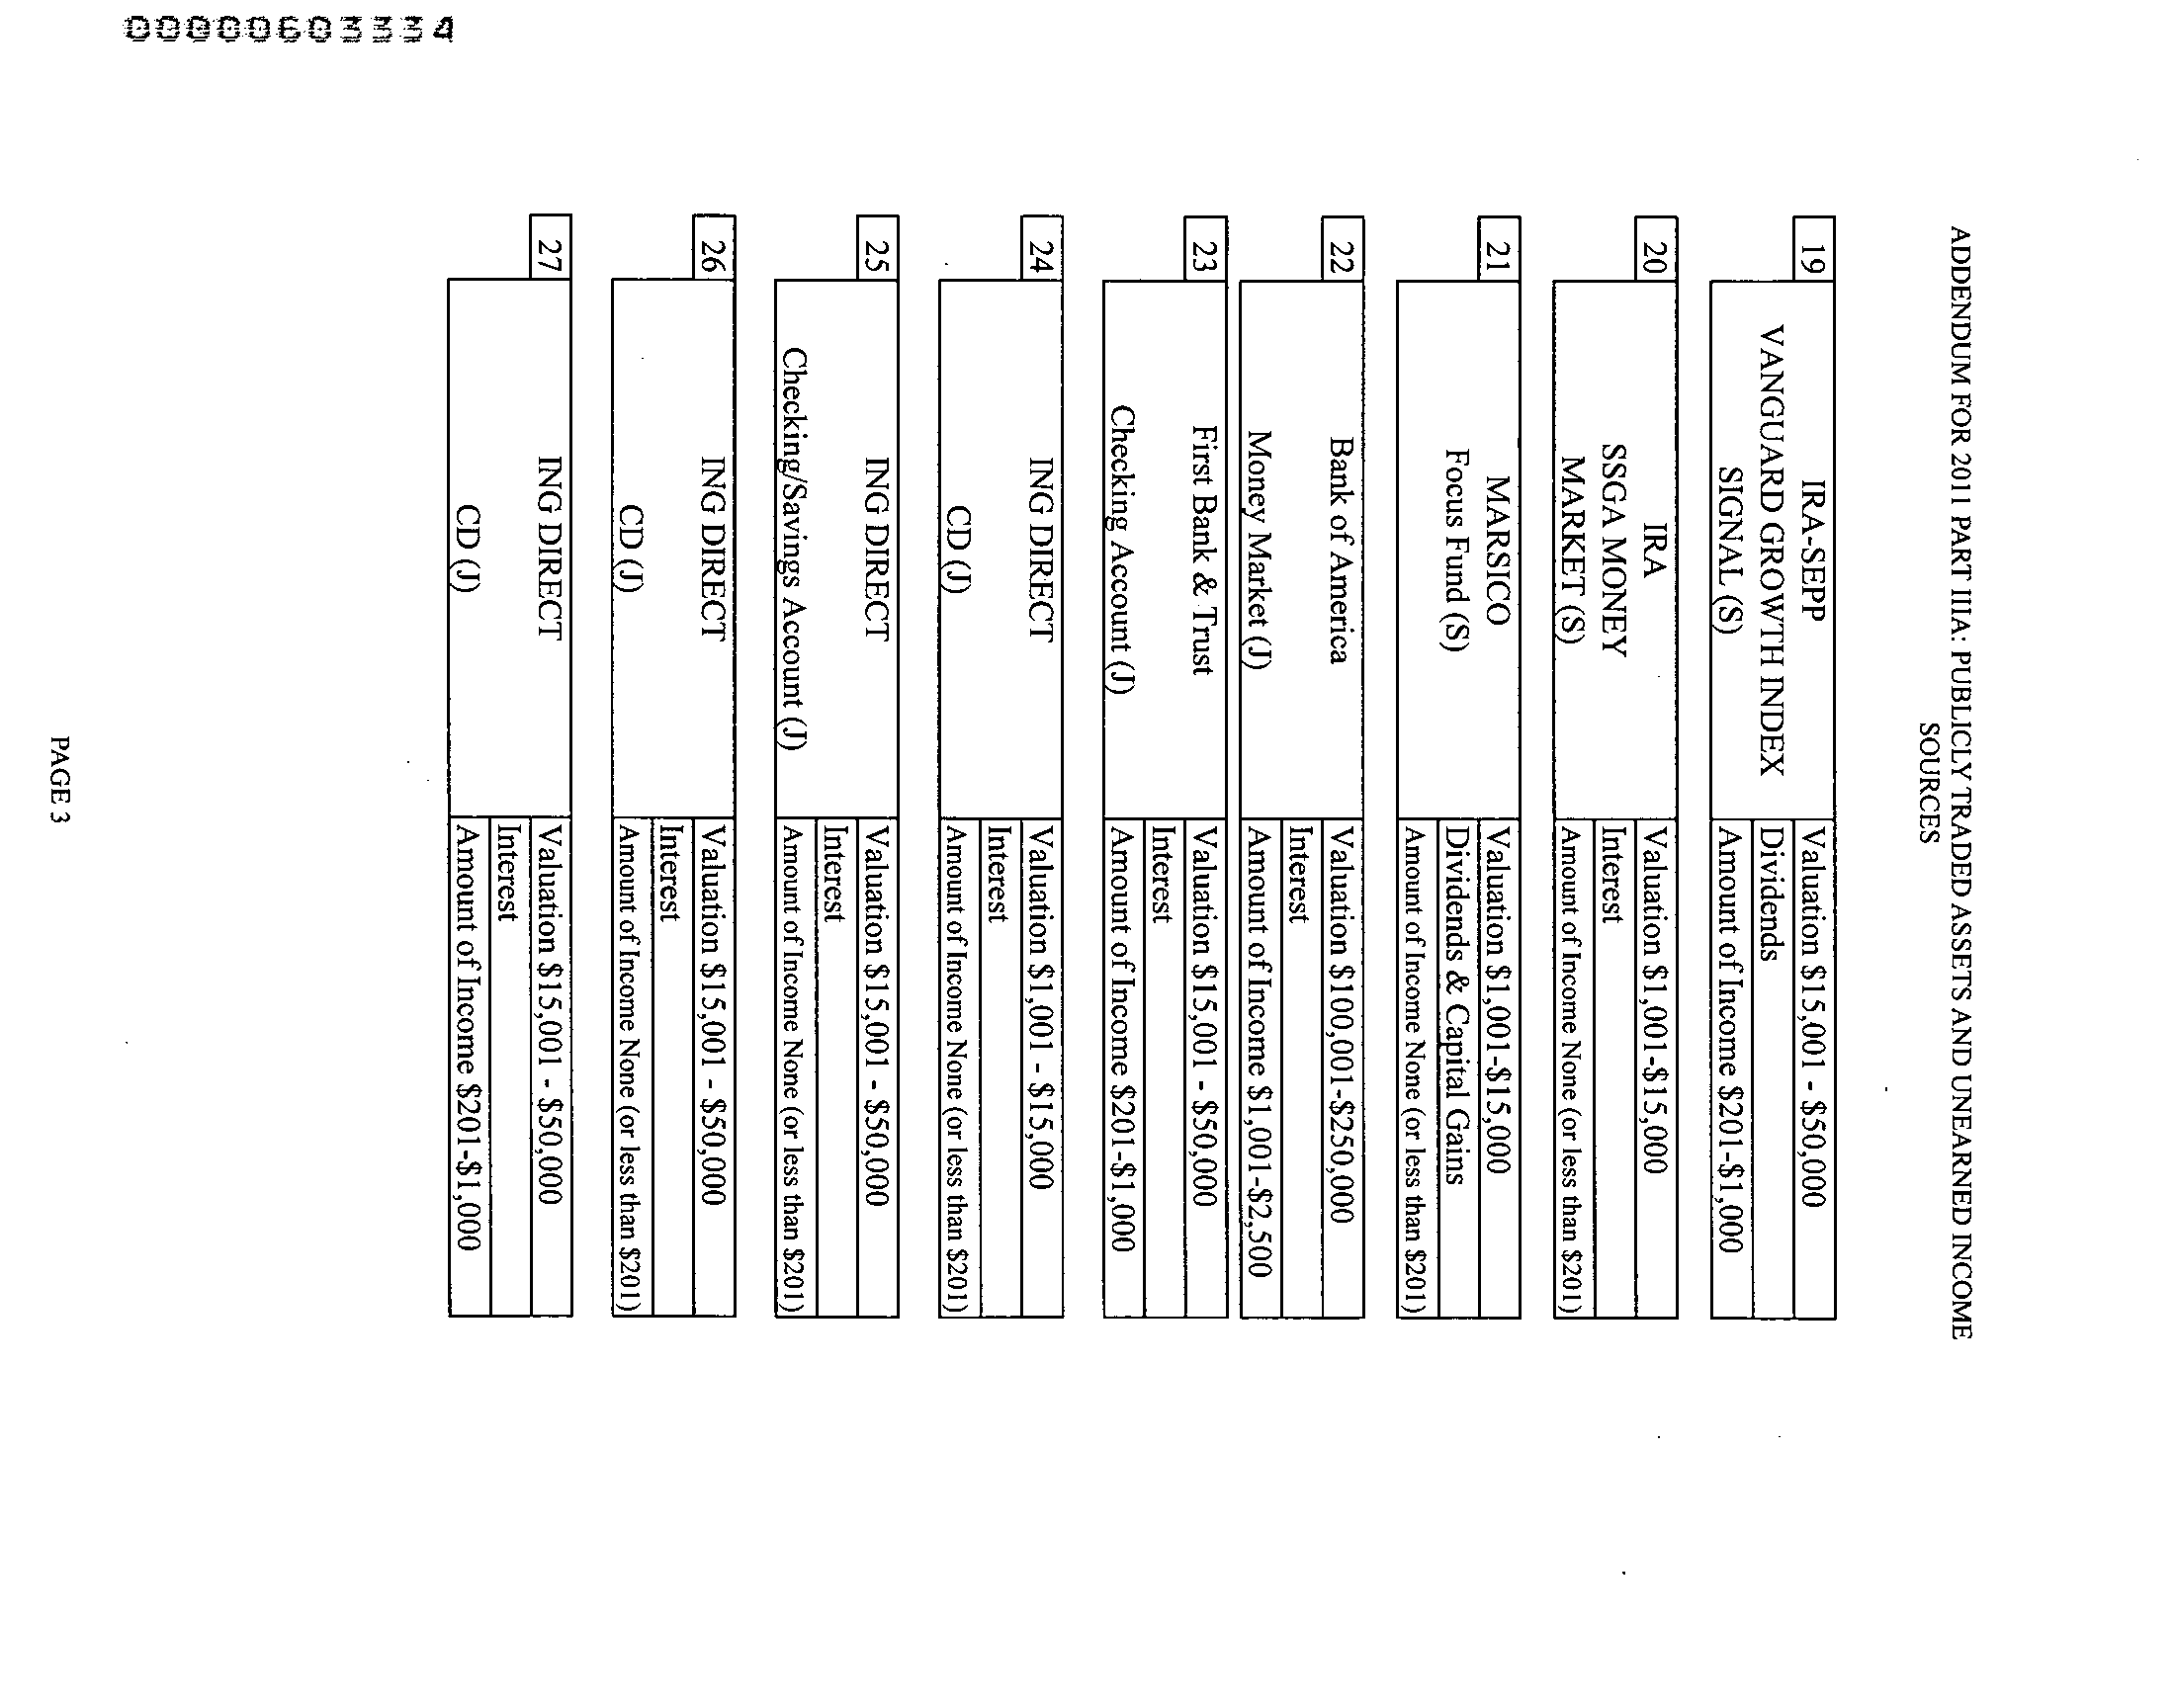 00000603334
ADDENDUM FOR 2011 PART IIIA: PUBLICLY TRADED ASSETS AND UNEARNED INCOME
SOURCES
19
IRA-SEPP
VANGUARD GROWTH INDEX
SIGNAL (S)
Valuation $15,001 - $50,000
Dividends
Amount of Income $201-$1,000
20
IRA
SSGA MONEY
MARKET (S)
Valuation $1,001-$15,000
Interest
Amount of Income None (or less than $201)
21
MARSICO
Focus Fund (S)
Valuation $1,001-$15,000
Dividends & Capital Gains
Amount of Income None (or less than $201)
22
Bank of America
Money Market (J)
Valuation $100,001-$250,000
Interest
Amount of Income $1,001-$2,500
23
First Bank & Trust
Checking Account (J)
Valuation $15,001 - $50,000
Interest
Amount of Income $201-$1,000
24
ING DIRECT
CD (J)
Valuation $1,001 - $15,000
Interest
Amount of Income None (or less than $201)
25
ING DIRECT
Checking/Savings Account (J)
Valuation $15,001 - $50,000
Interest
Amount of Income None (or less than $201)
26
ING DIRECT
CD (J)
Valuation $15,001 - $50,000
Interest
Amount of Income None (or less than $201)
27
ING DIRECT
CD (J)
Valuation $15,001 - $50,000
Interest
Amount of Income $201-$1,000
PAGE 3